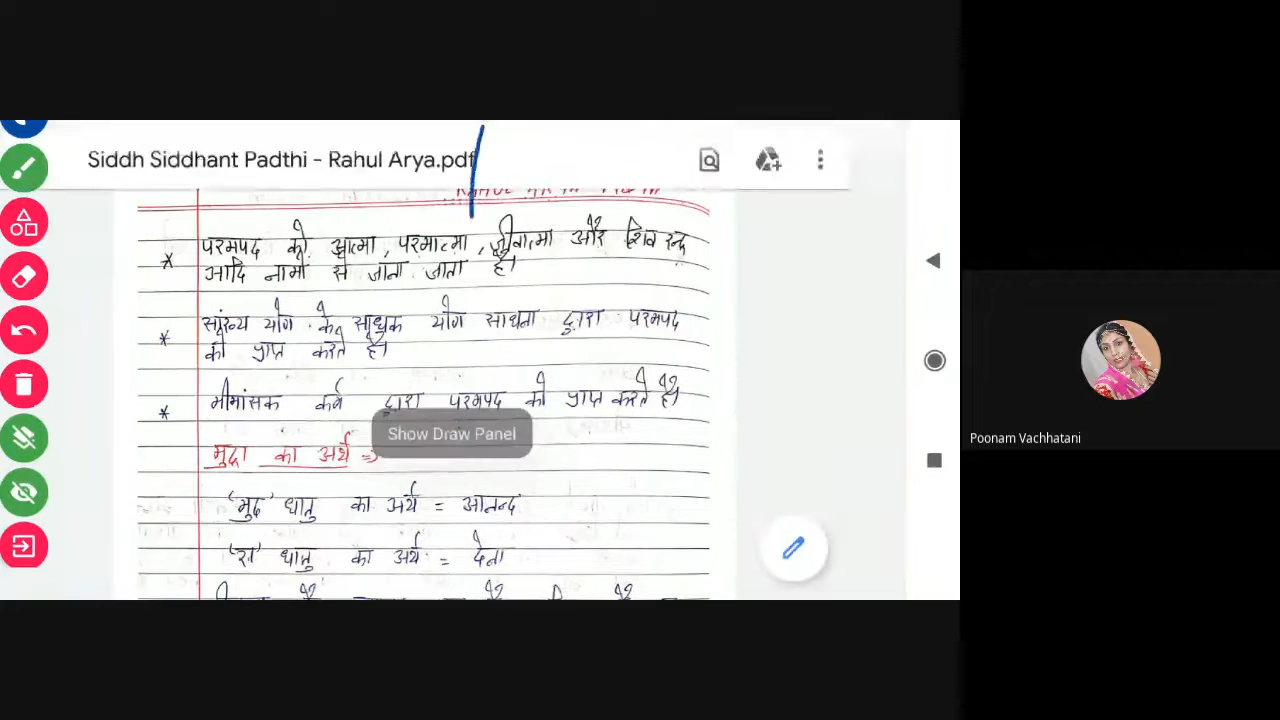 Siddh Siddhant Padthi - Rahul Arya.pdf
परमपद को आत्मा, परमात्मा, जीवात्मा और शिव रुद्र
* आदि नामों से जाना जाता है।
सांख्य योग के साधक योग साधना द्वारा परमपद
* को प्राप्त करते है।
* मीमांसक कर्म द्वारा परमपद को प्राप्त करते है।
Show Draw Panel
मुद्रा का अर्थ =>
'मुद' धातु का अर्थ = आनन्द
'रा' धातु का अर्थ = देना
Poonam Vachhatani